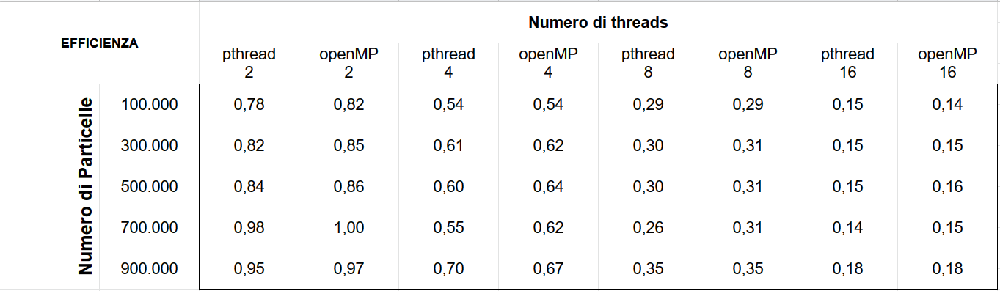 EFFICIENZA
Numero di threads
pthread 2
openMP 2
pthread 4
openMP 4
pthread 8
openMP 8
pthread 16
openMP 16
Numero di Particelle
100.000 0,78 0,82 0,54 0,54 0,29 0,29 0,15 0,14
300.000 0,82 0,85 0,61 0,62 0,30 0,31 0,15 0,15
500.000 0,84 0,86 0,60 0,64 0,30 0,31 0,15 0,16
700.000 0,98 1,00 0,55 0,62 0,26 0,31 0,14 0,15
900.000 0,95 0,97 0,70 0,67 0,35 0,35 0,18 0,18